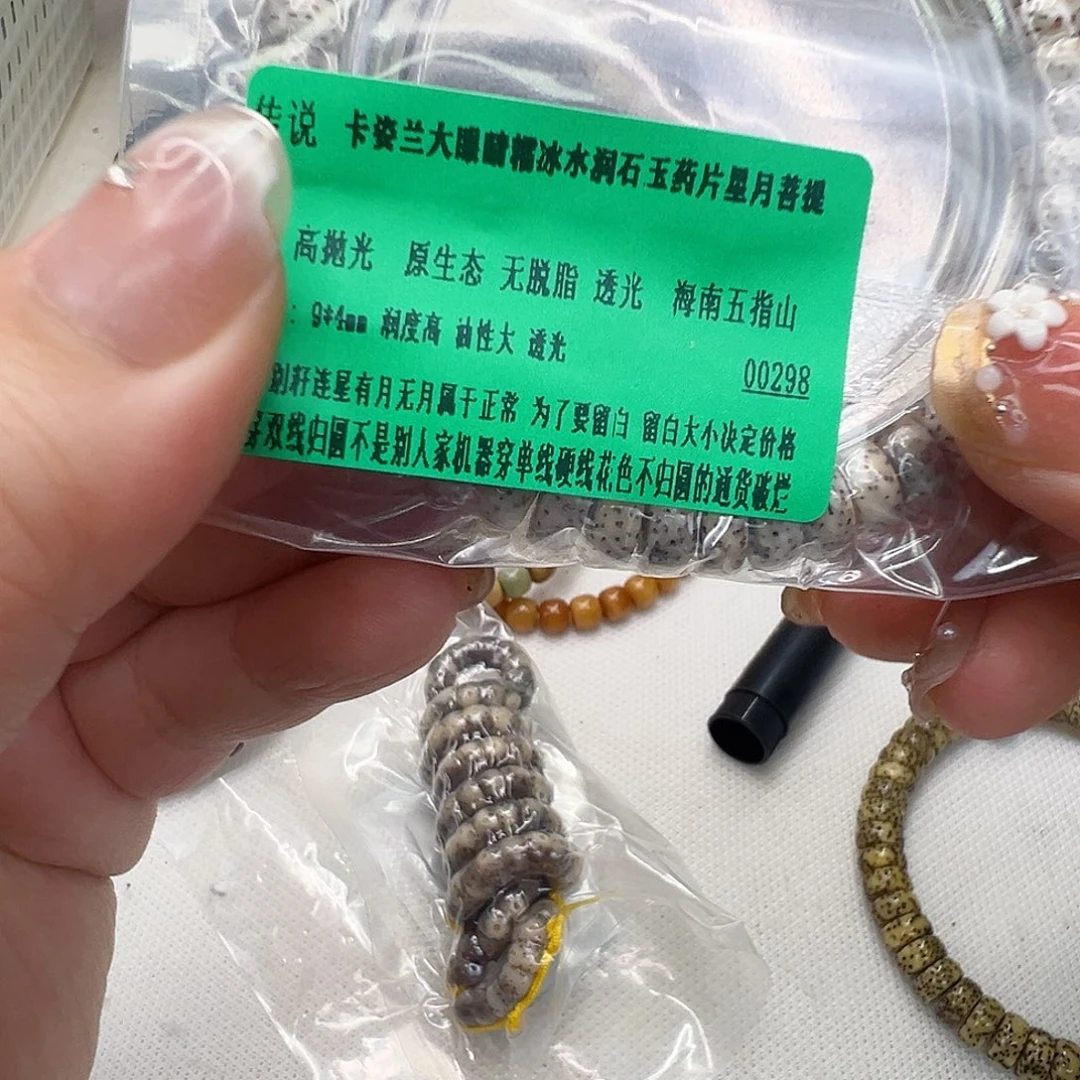 传说 卡姿兰大眼睛糯冰水润石玉药片星月菩提
高抛光 原生态 无脱脂 透光 海南五指山
: 9*4mm 润度高 油性大 透光
00298
划籽连星有月无月属于正常 为了要留白 留白大小决定价格
双线归圆不是别人家机器穿单线硬线花色不归圆的通货破烂